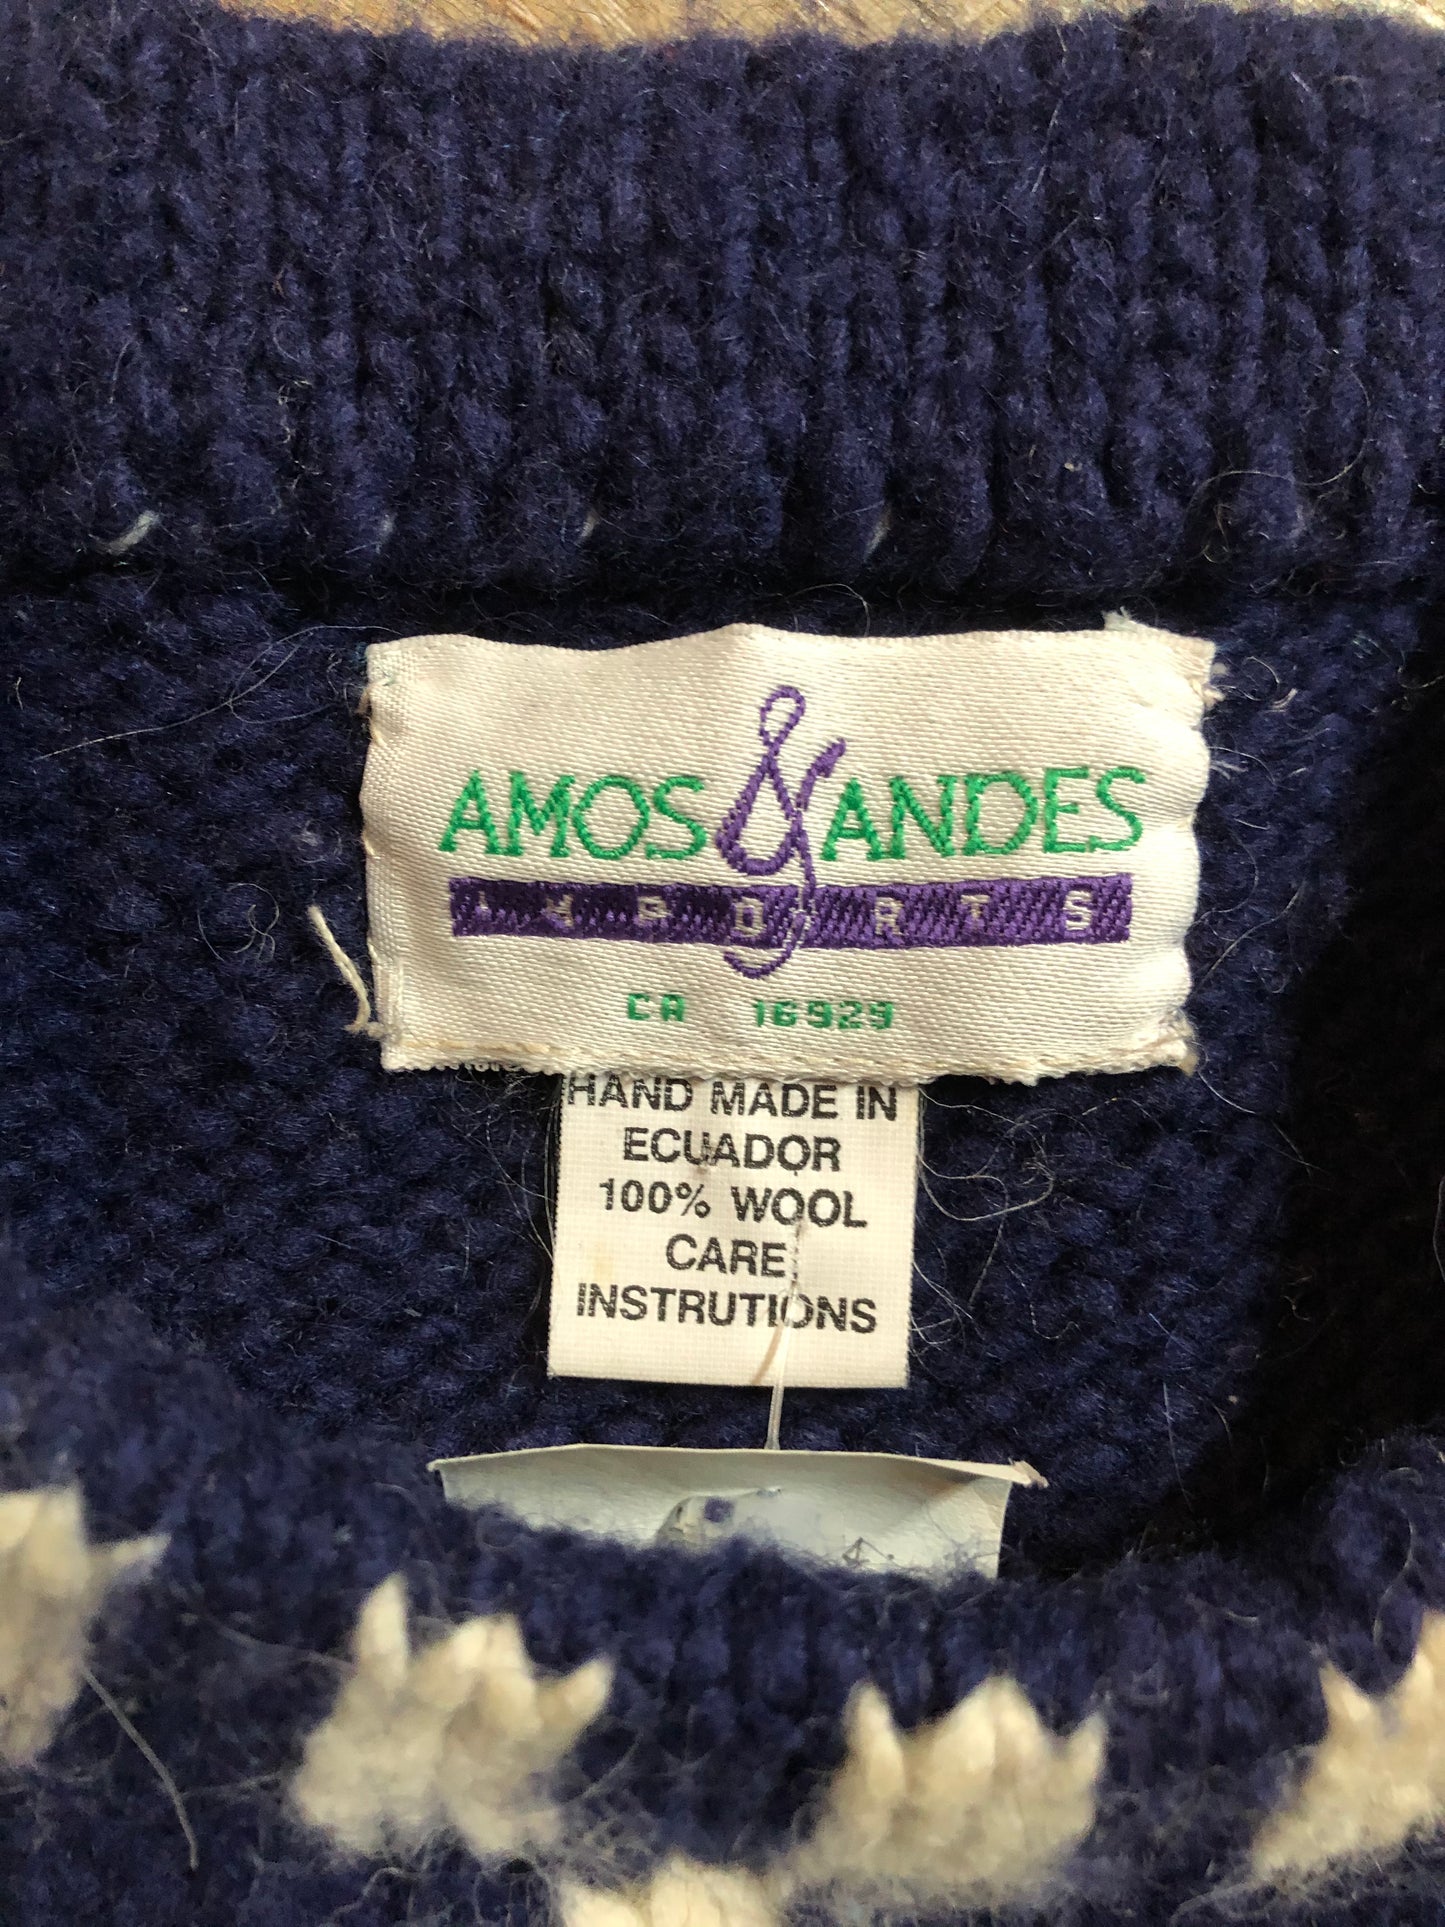 AMOS & ANDES
IMPORTS
CA 16929
HAND MADE IN
ECUADOR
100% WOOL
CARE
INSTRUTIONS